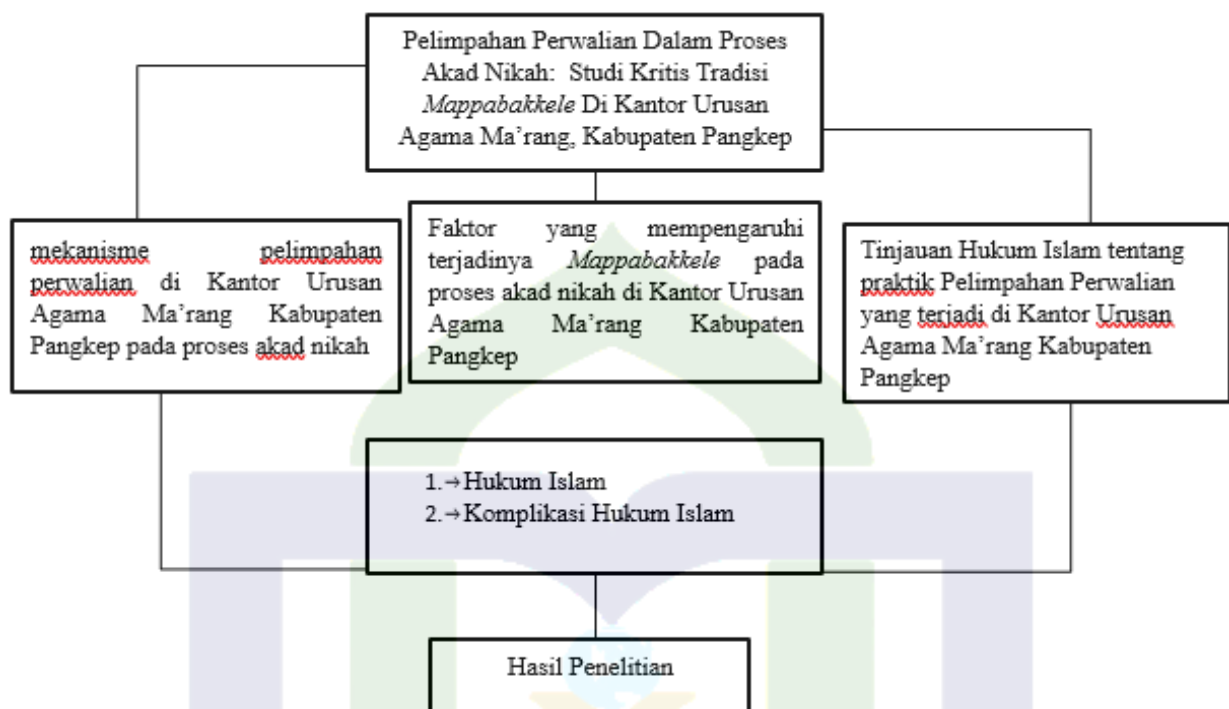 Pelimpahan Perwalian Dalam Proses
Akad Nikah: Studi Kritis Tradisi
Mappabakkele Di Kantor Urusan
Agama Ma’rang, Kabupaten Pangkep
mekanisme pelimpahan
perwalian di Kantor Urusan
Agama Ma’rang Kabupaten
Pangkep pada proses akad nikah
Faktor yang mempengaruhi
terjadinya Mappabakkele pada
proses akad nikah di Kantor Urusan
Agama Ma’rang Kabupaten
Pangkep
Tinjauan Hukum Islam tentang
praktik Pelimpahan Perwalian
yang terjadi di Kantor Urusan
Agama Ma’rang Kabupaten
Pangkep
1.→Hukum Islam
2.→Komplikasi Hukum Islam
Hasil Penelitian